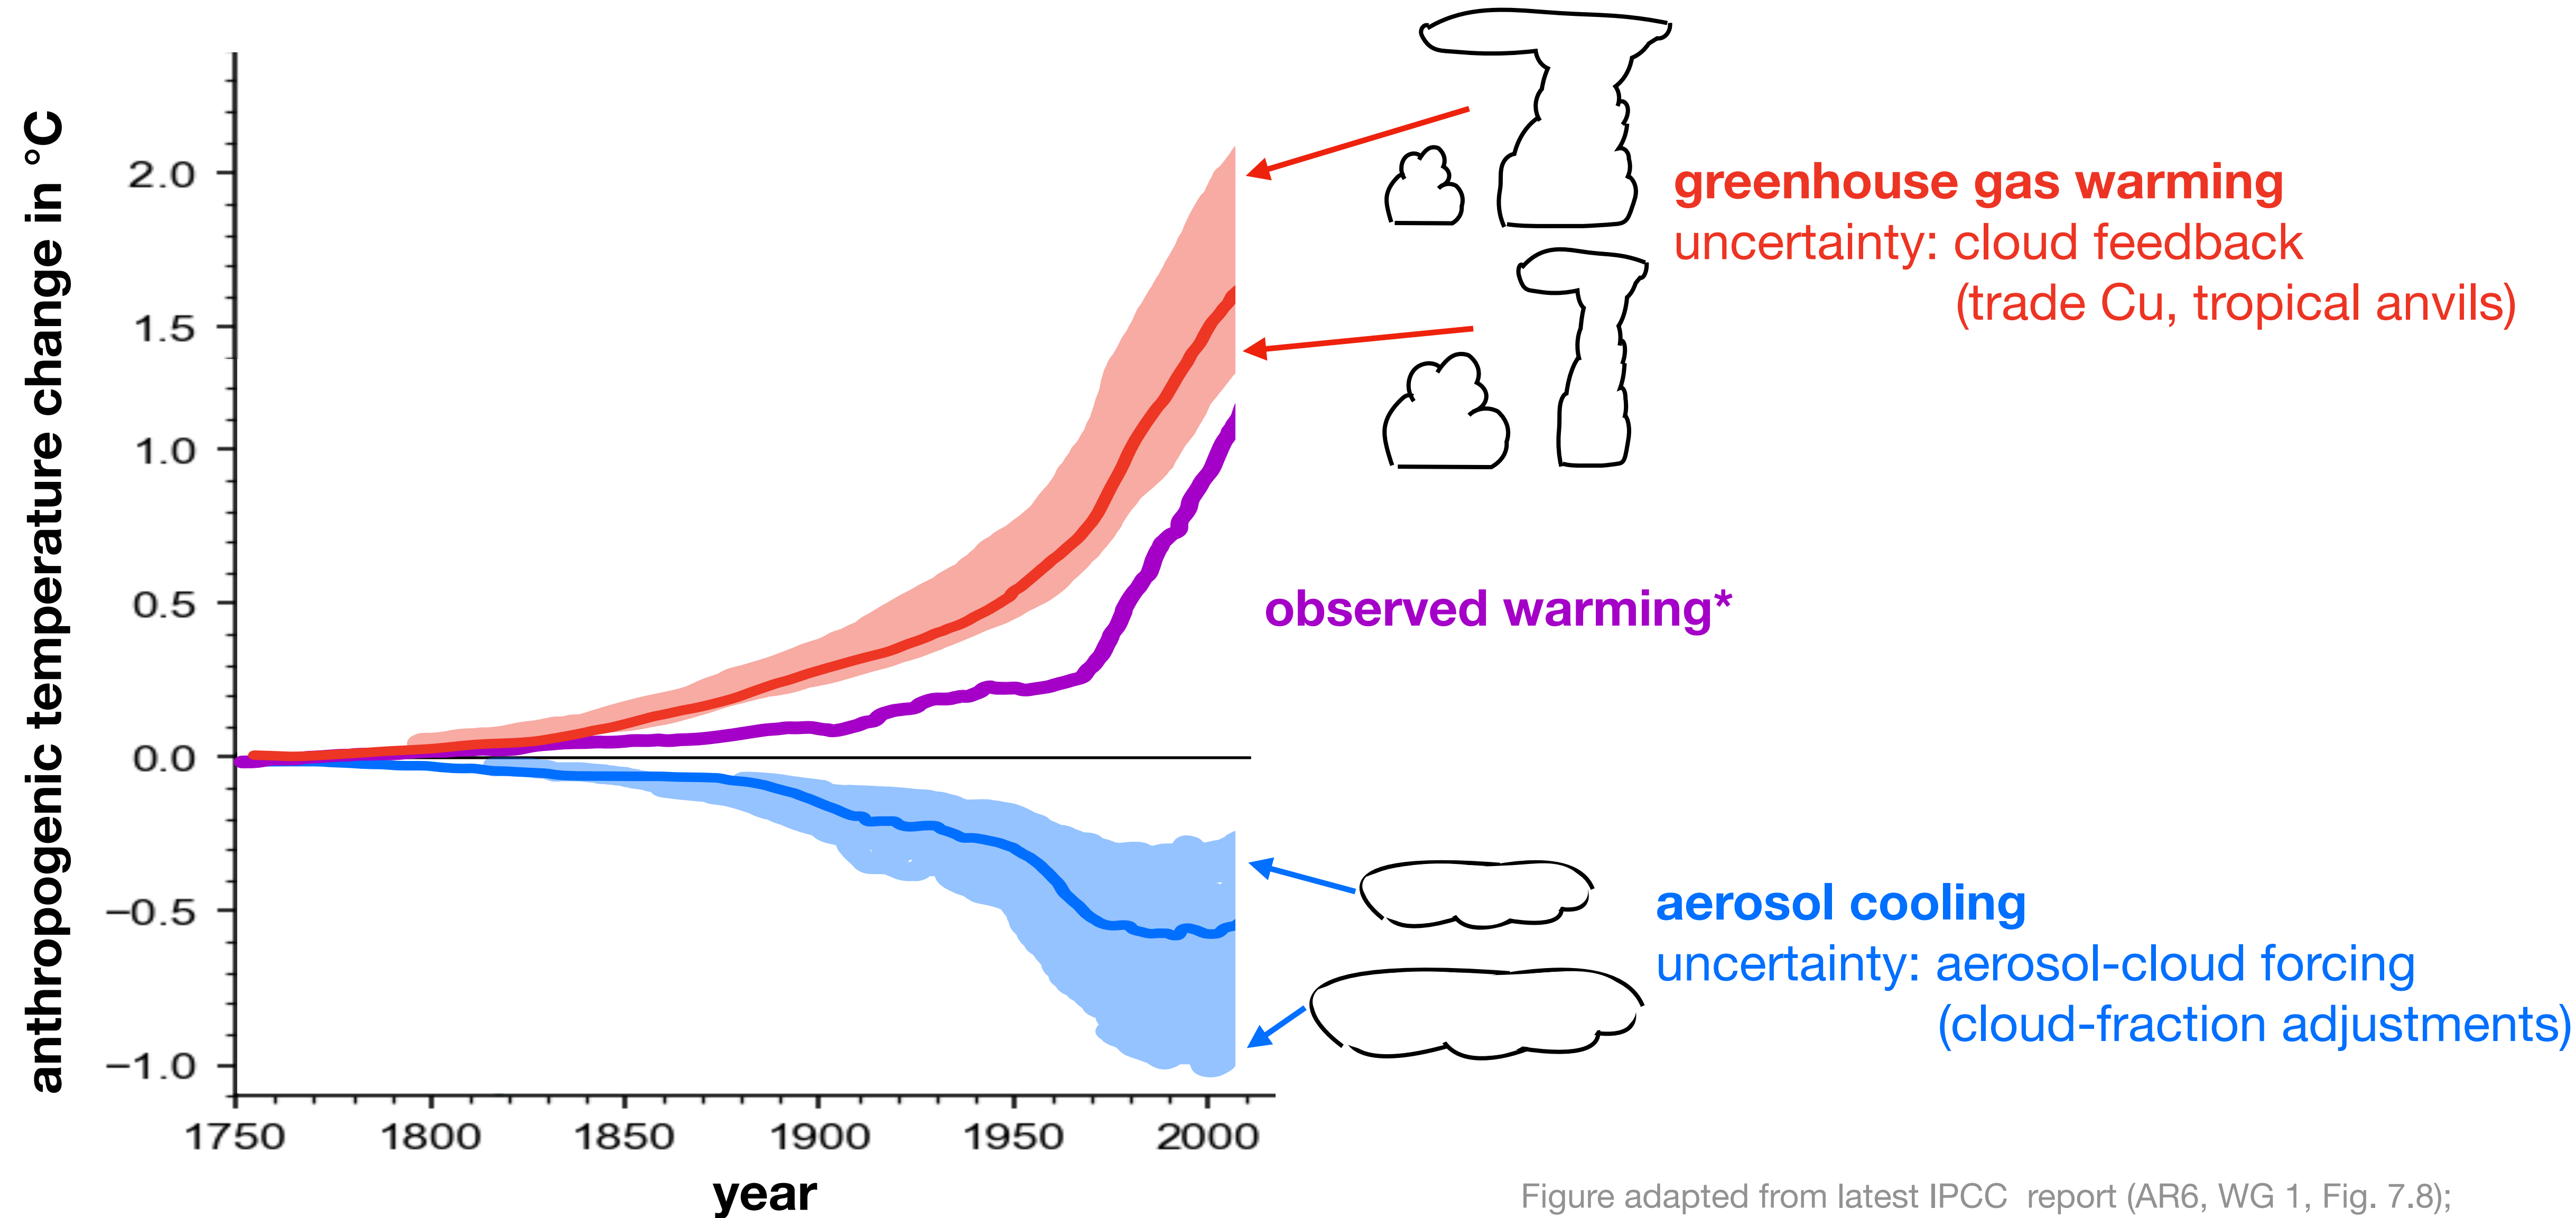 anthropogenic temperature change in °C
2.0
1.5
1.0
0.5
0.0
−0.5
−1.0
1750 1800 1850 1900 1950 2000
year
greenhouse gas warming
uncertainty: cloud feedback
(trade Cu, tropical anvils)
observed warming*
aerosol cooling
uncertainty: aerosol-cloud forcing
(cloud-fraction adjustments)
Figure adapted from latest IPCC report (AR6, WG 1, Fig. 7.8);